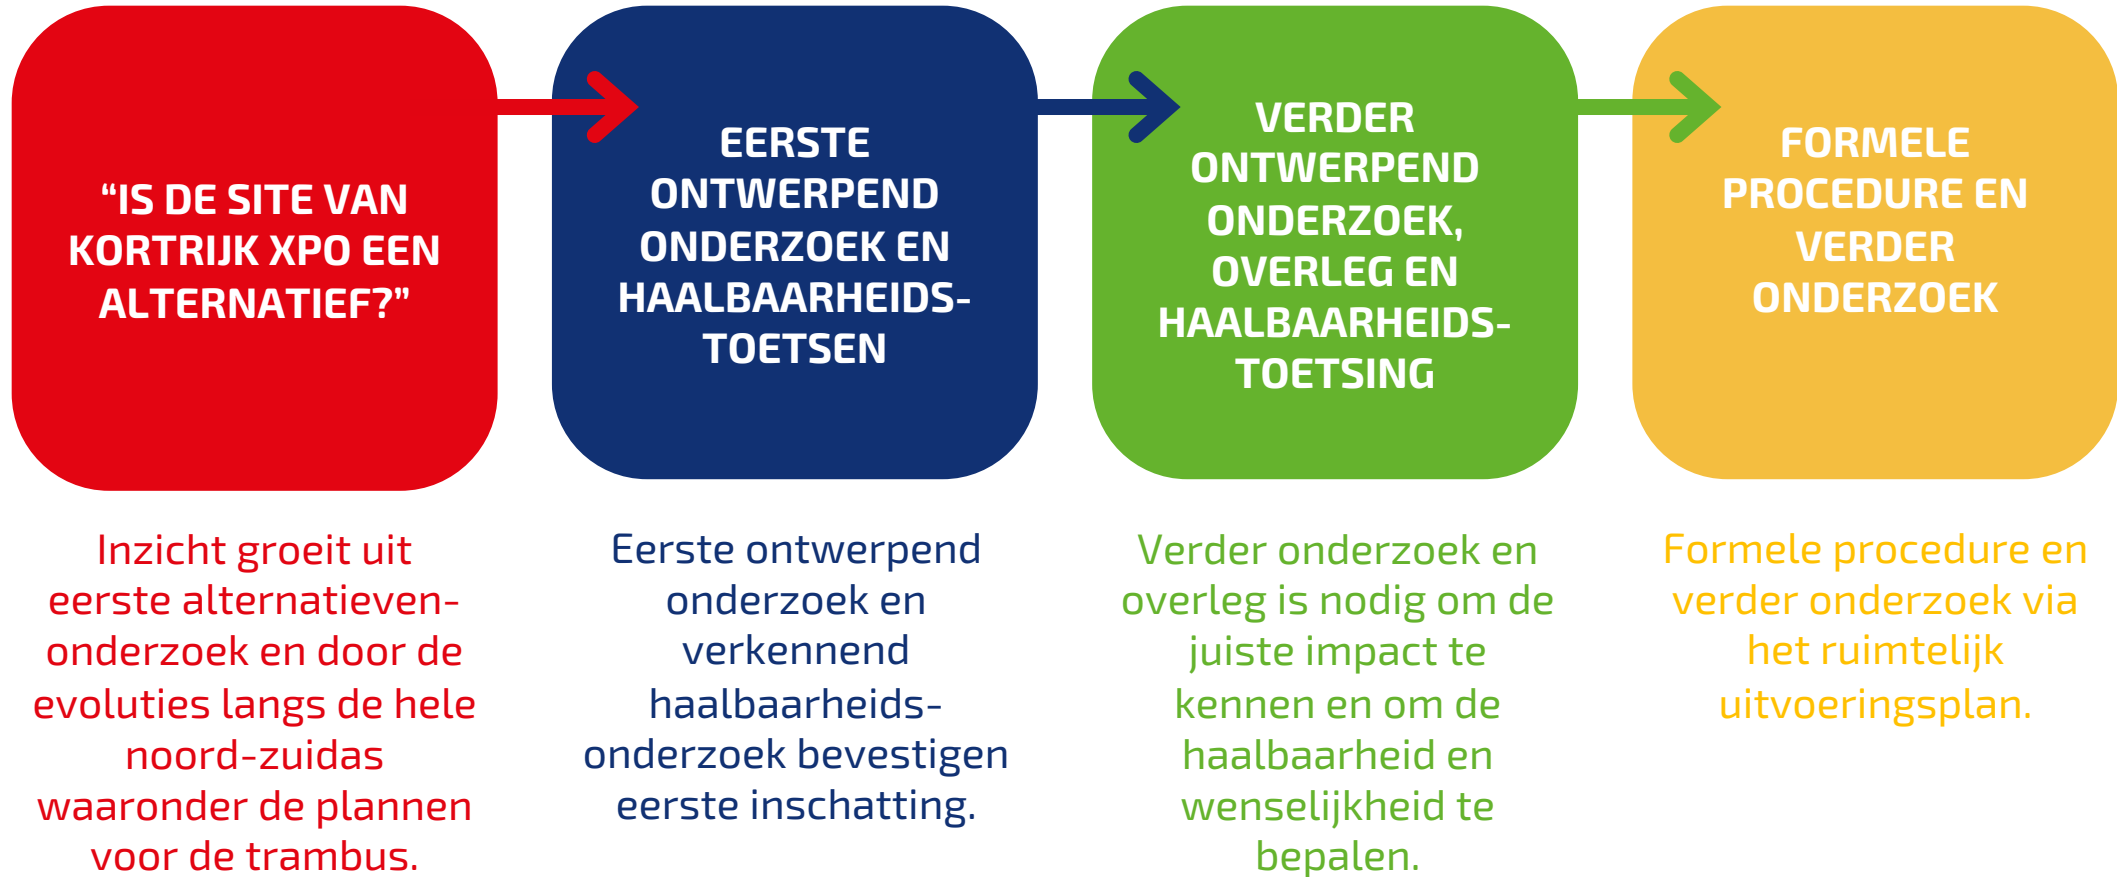 “IS DE SITE VAN
KORTRIJK XPO EEN
ALTERNATIEF?”
EERSTE
ONTWERPEND
ONDERZOEK EN
HAALBAARHEIDS-
TOETSEN
VERDER
ONTWERPEND
ONDERZOEK,
OVERLEG EN
HAALBAARHEIDS-
TOETSING
FORMELE
PROCEDURE EN
VERDER
ONDERZOEK
Inzicht groeit uit
eerste alternatieven-
onderzoek en door de
evoluties langs de hele
noord-zuidas
waaronder de plannen
voor de trambus.
Eerste ontwerpend
onderzoek en
verkennend
haalbaarheids-
onderzoek bevestigen
eerste inschatting.
Verder onderzoek en
overleg is nodig om de
juiste impact te
kennen en om de
haalbaarheid en
wenselijkheid te
bepalen.
Formele procedure en
verder onderzoek via
het ruimtelijk
uitvoeringsplan.